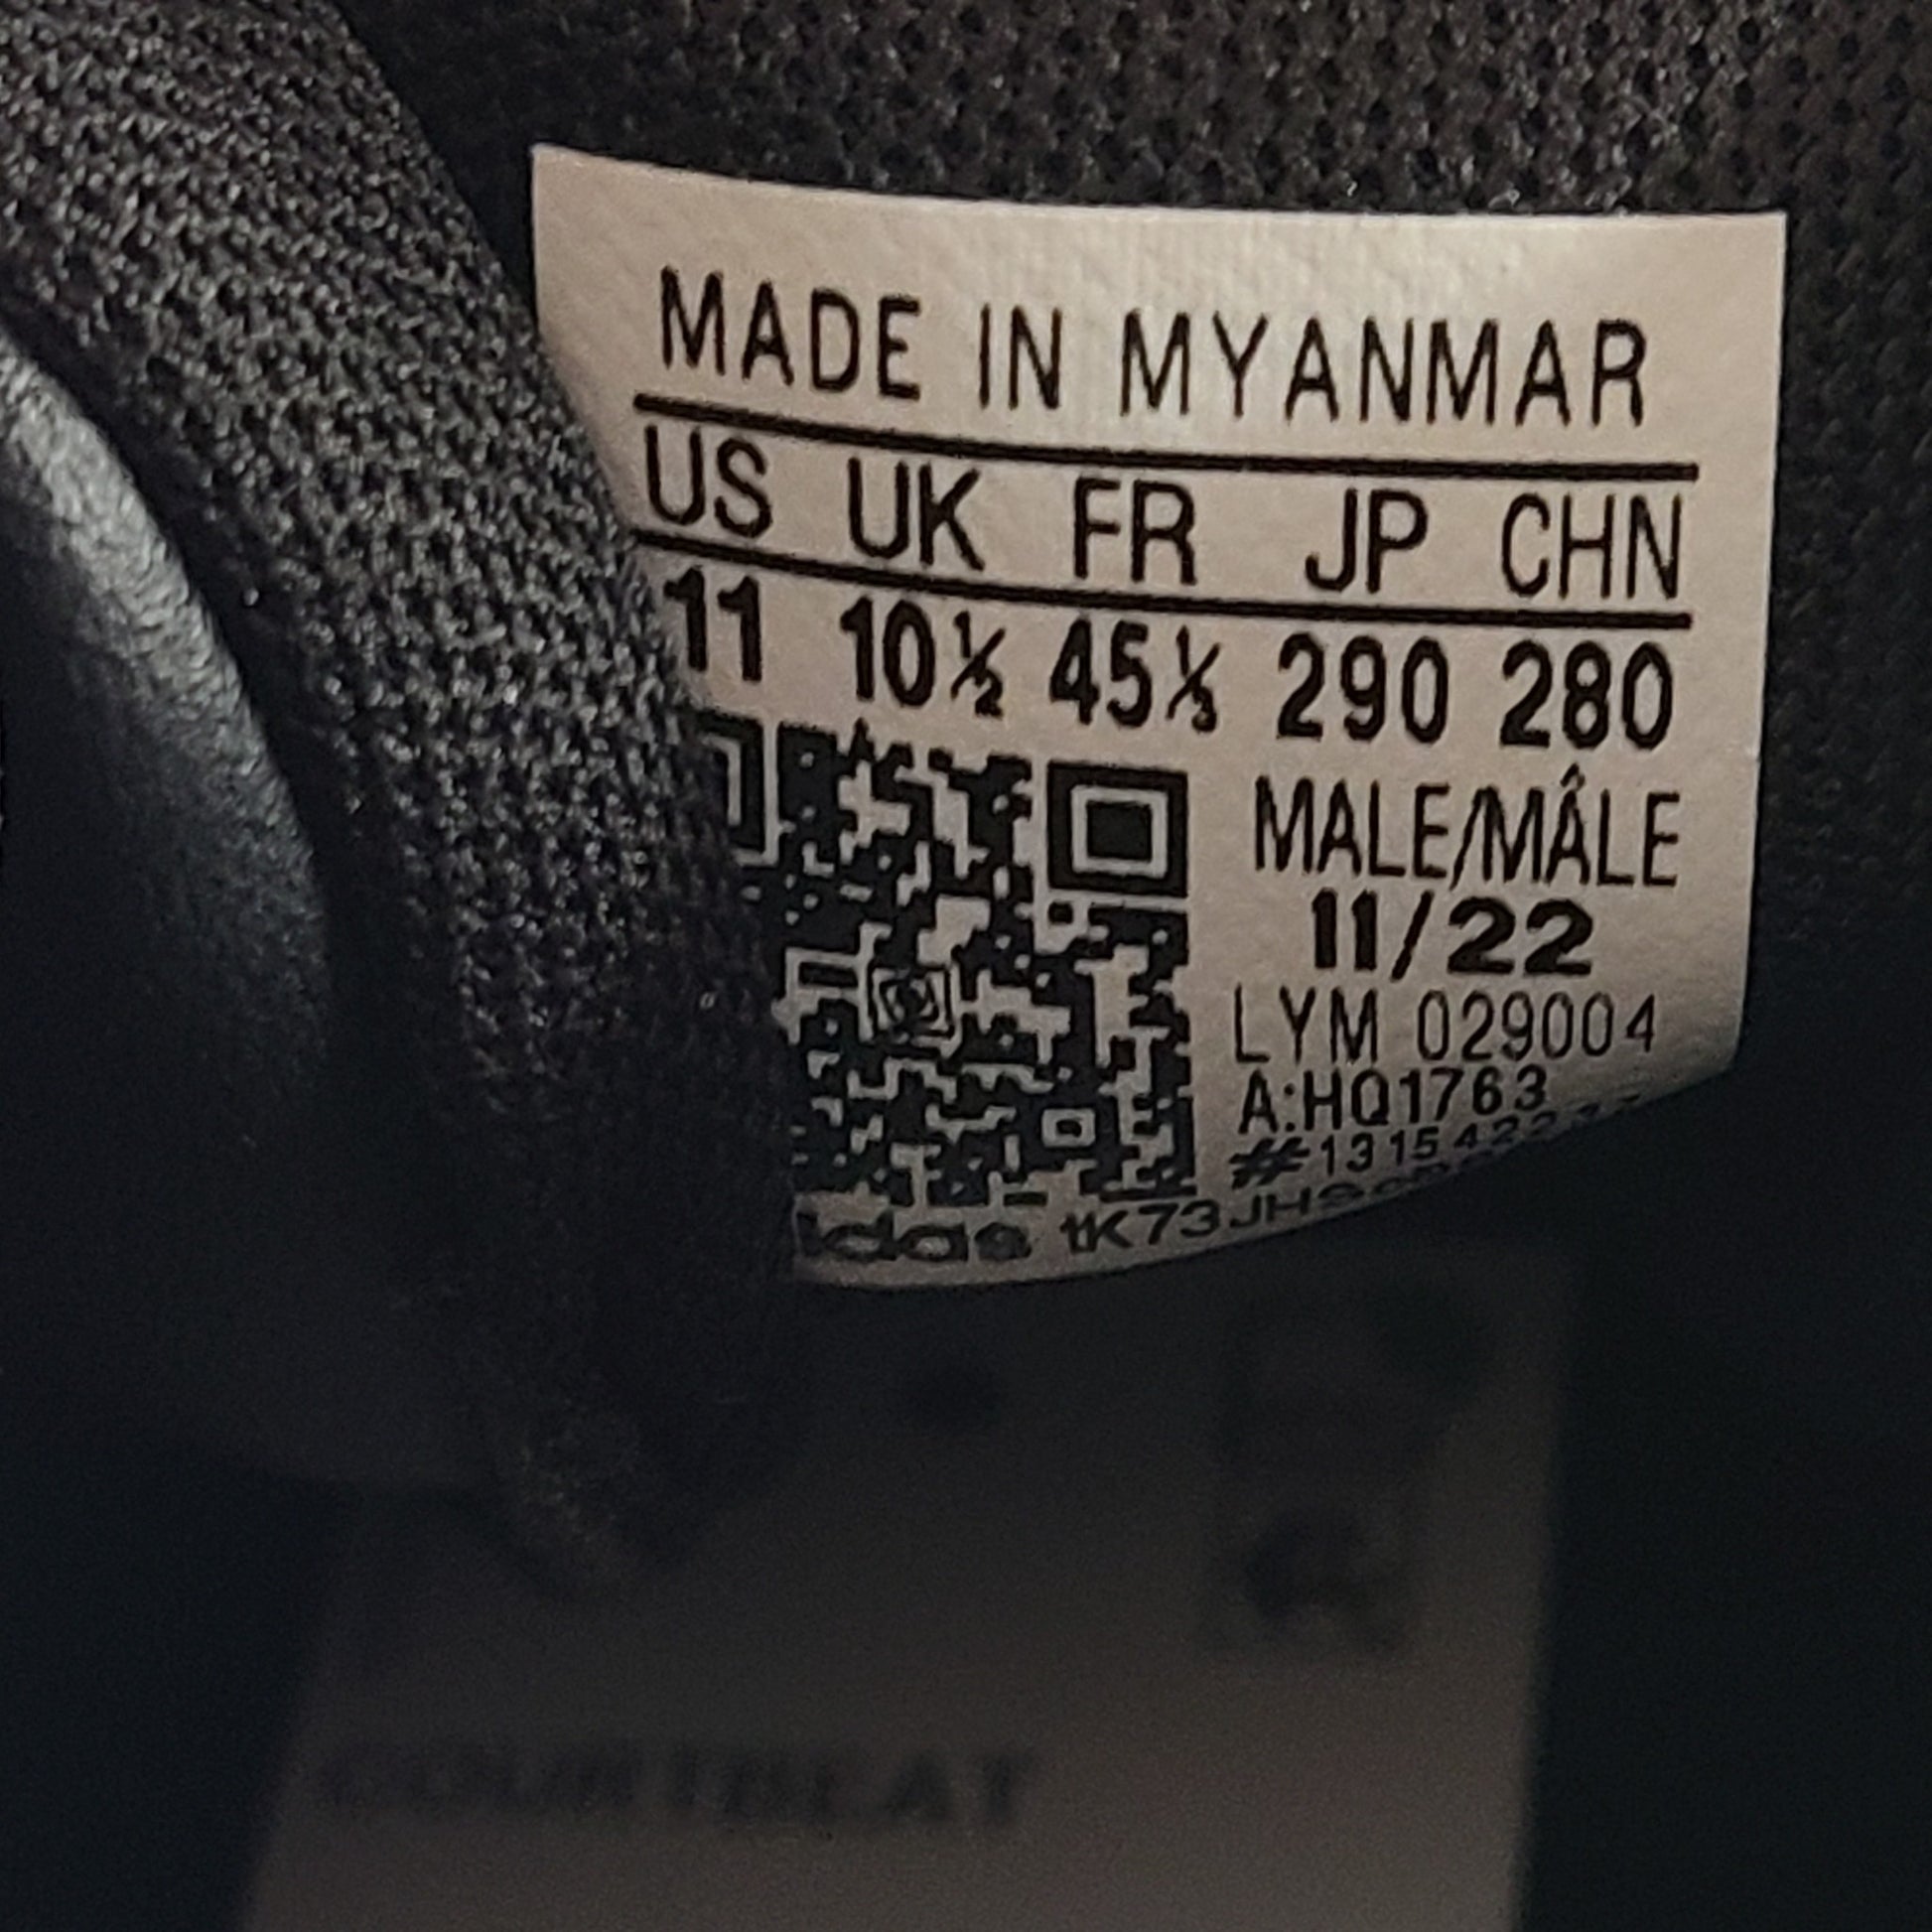 MADE IN MYANMAR
US UK FR JP CHN
11 10½ 45⅓ 290 280
MALE/MÂLE
11/22
LYM 029004
A:HQ1763
COURTBEAT